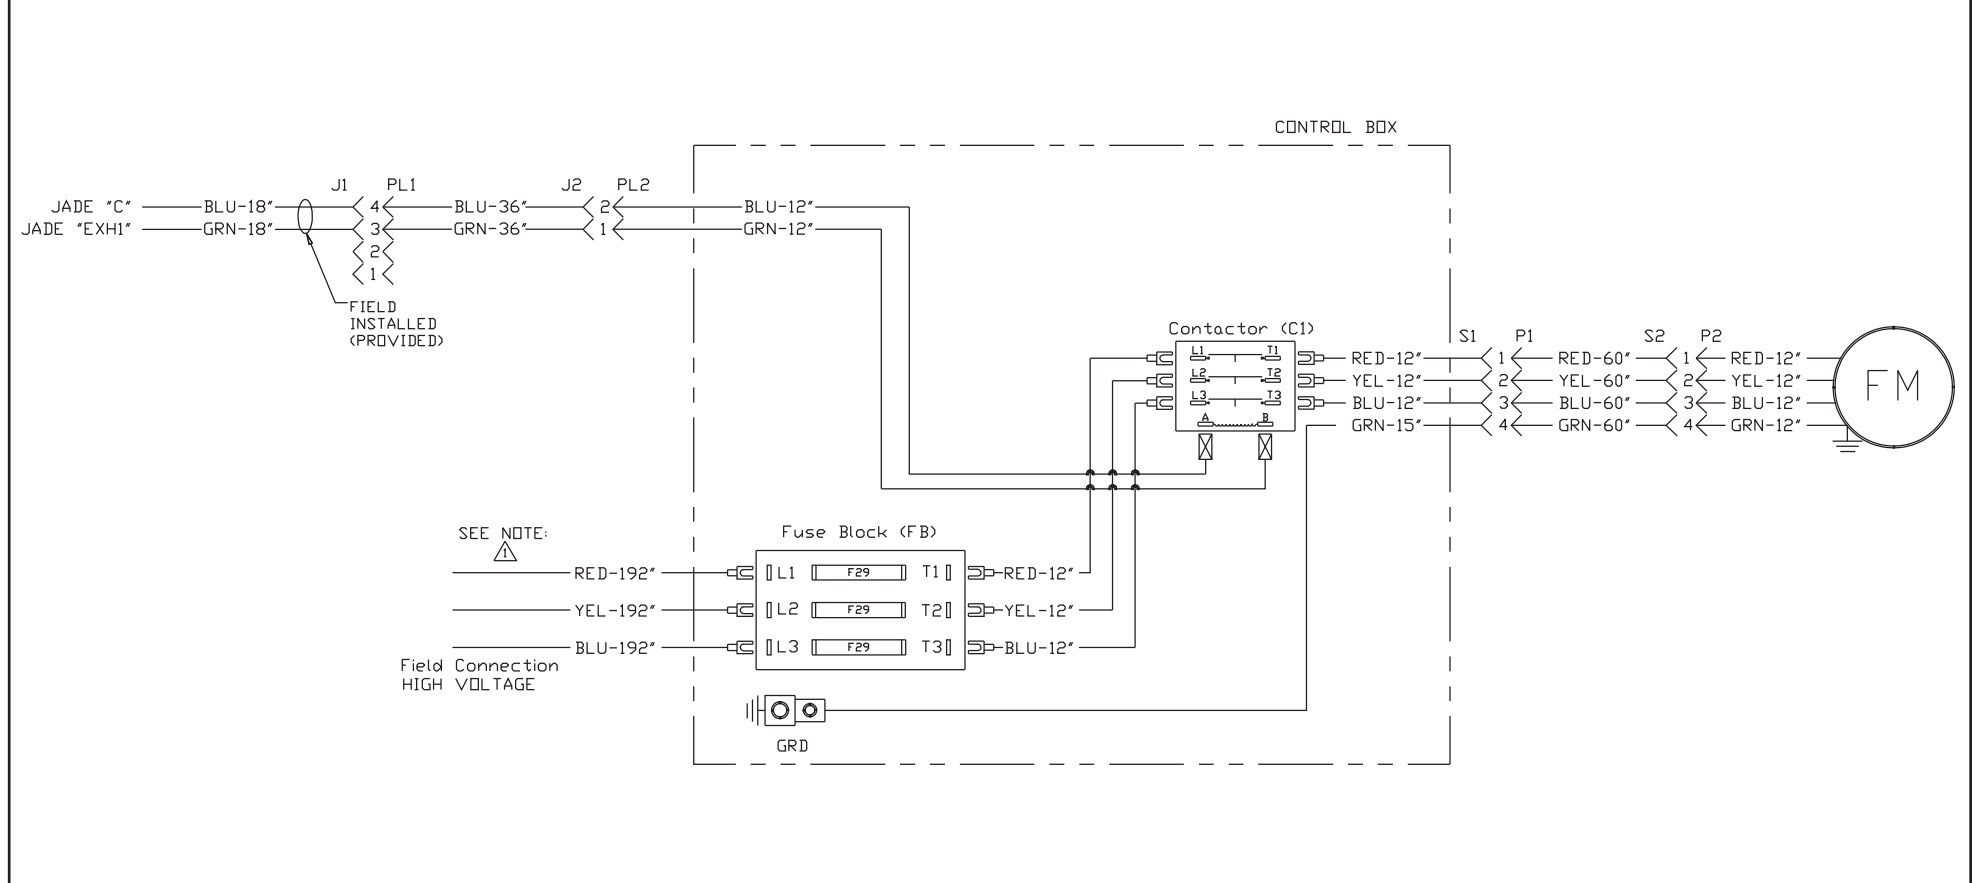 CONTROL BOX
J1 PL1 J2 PL2
JADE "C" BLU-18" 4 BLU-36" 2 BLU-12"
JADE "EXH1" GRN-18" 3 GRN-36" 1 GRN-12"
2
1
FIELD
INSTALLED
(PROVIDED)
Contactor (C1)
S1 P1 S2 P2
L1 T1 RED-12" 1 RED-60" 1 RED-12"
L2 T2 YEL-12" 2 YEL-60" 2 YEL-12"
FM
L3 T3 BLU-12" 3 BLU-60" 3 BLU-12"
A B GRN-15" 4 GRN-60" 4 GRN-12"
SEE NOTE:
1
Fuse Block (FB)
RED-192" L1 F29 T1 RED-12"
YEL-192" L2 F29 T2 YEL-12"
BLU-192" L3 F29 T3 BLU-12"
Field Connection
HIGH VOLTAGE
GRD